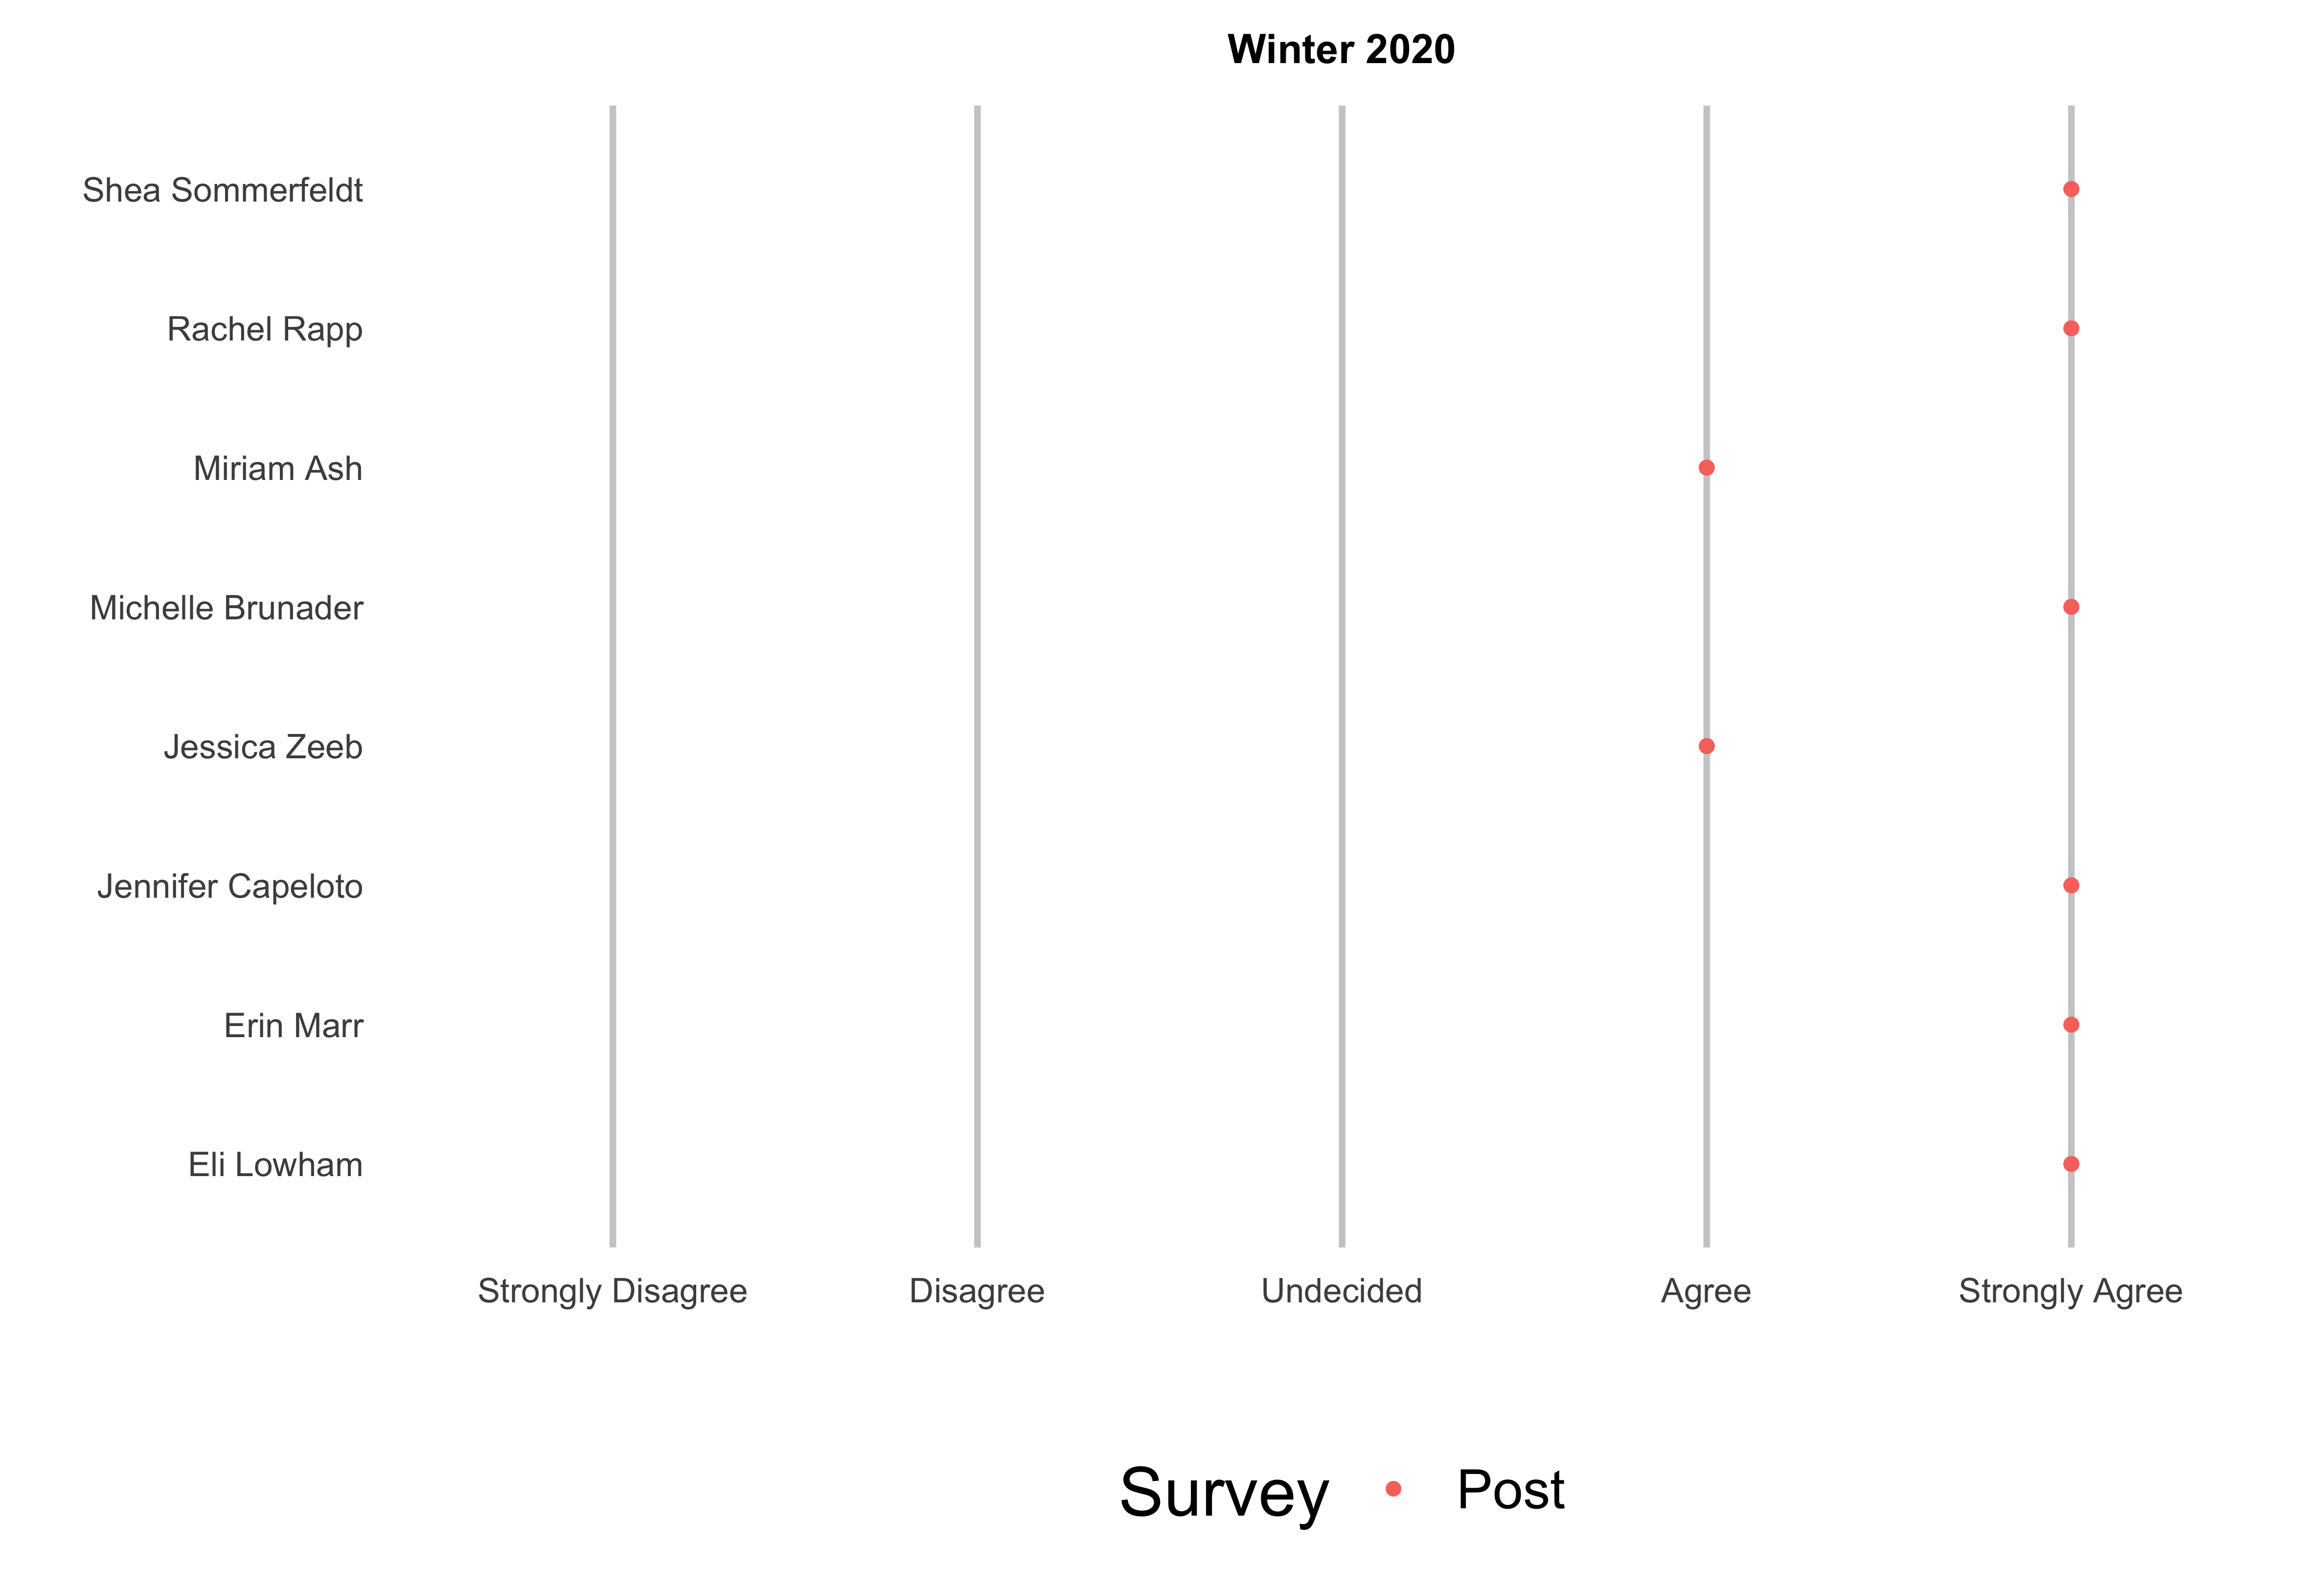 Winter 2020
Shea Sommerfeldt
Rachel Rapp
Miriam Ash
Michelle Brunader
Jessica Zeeb
Jennifer Capeloto
Erin Marr
Eli Lowham
Strongly Disagree Disagree Undecided Agree Strongly Agree
Survey Post